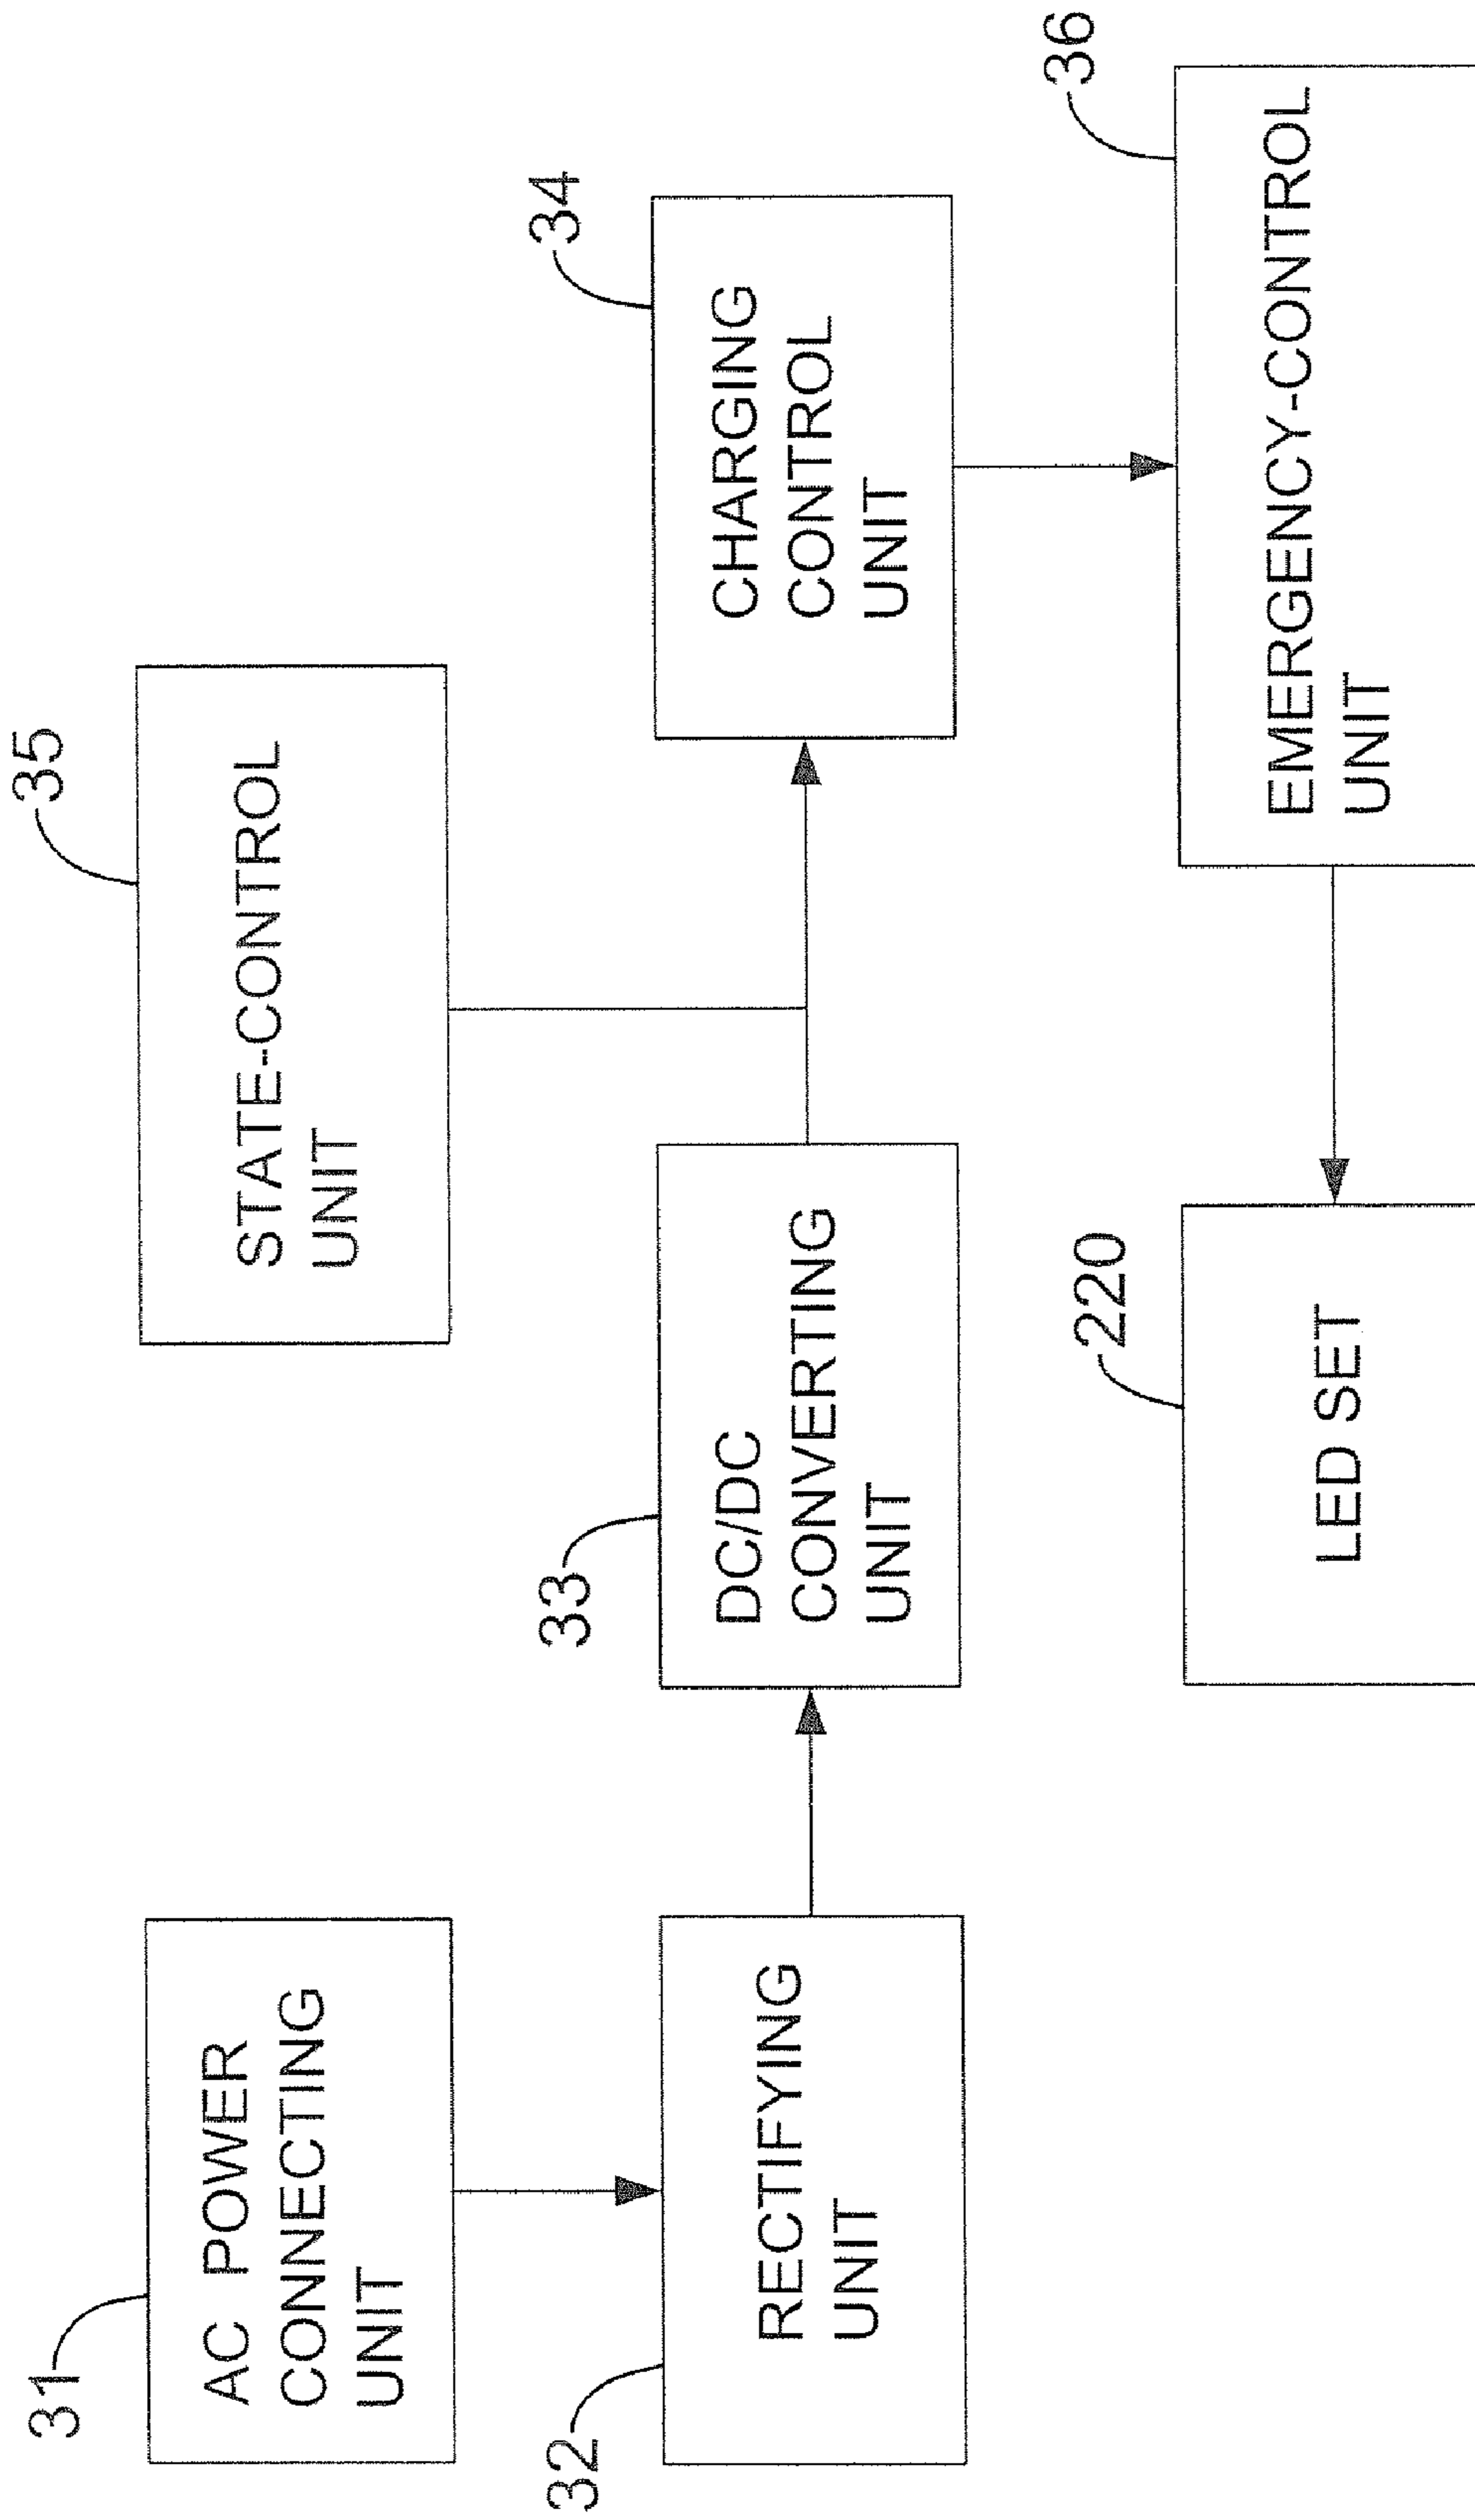 31
AC POWER
CONNECTING
UNIT
35
STATE-CONTROL
UNIT
32
RECTIFYING
UNIT
33
DC/DC
CONVERTING
UNIT
34
CHARGING
CONTROL
UNIT
220
LED SET
36
EMERGENCY-CONTROL
UNIT